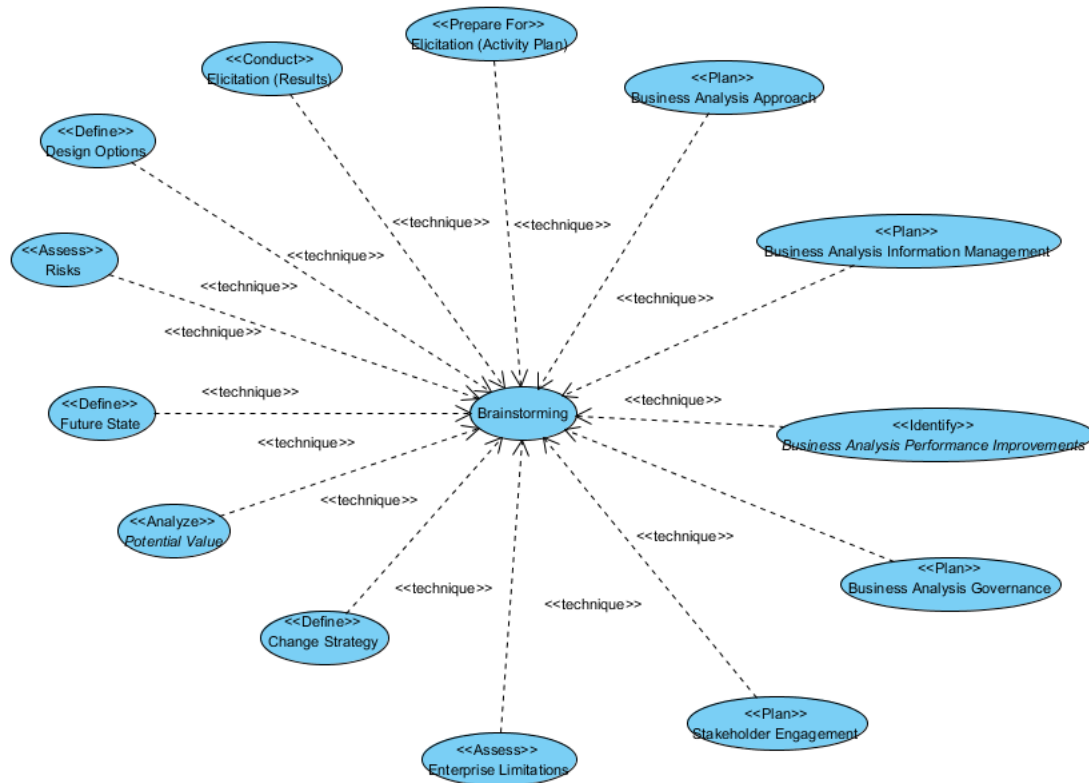 <<Prepare For>>
Elicitation (Activity Plan)
<<Conduct>>
Elicitation (Results)
<<Plan>>
Business Analysis Approach
<<Define>>
Design Options
<<technique>>
<<technique>>
<<Plan>>
Business Analysis Information Management
<<Assess>>
Risks
<<technique>>
<<technique>>
<<technique>>
<<technique>>
<<technique>>
<<Define>>
Future State
<<technique>>
Brainstorming
<<technique>>
<<Identify>>
Business Analysis Performance Improvements
<<technique>>
<<technique>>
<<Analyze>>
Potential Value
<<technique>>
<<Plan>>
Business Analysis Governance
<<technique>>
<<technique>>
<<Define>>
Change Strategy
<<Plan>>
Stakeholder Engagement
<<Assess>>
Enterprise Limitations